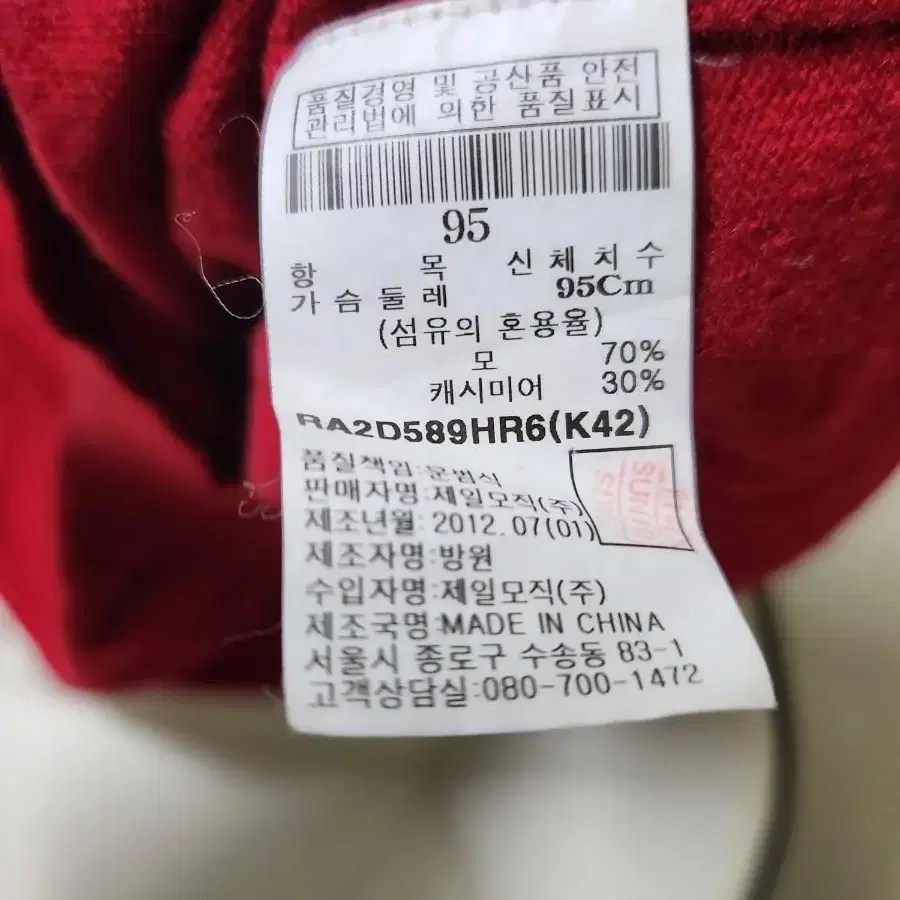 품질경영 및 공산품 안전
관리법에 의한 품질표시
95
항 목 신 체 치 수
가 슴 둘 레 95Cm
(섬유의 혼용율)
모 70%
캐시미어 30%
RA2D589HR6(K42)
품질책임:문범식
판매자명:제일모직(주)
제조년월: 2012.07(01)
제조자명:방원
수입자명:제일모직(주)
제조국명:MADE IN CHINA
서울시 종로구 수송동 83-1
고객상담실:080-700-1472